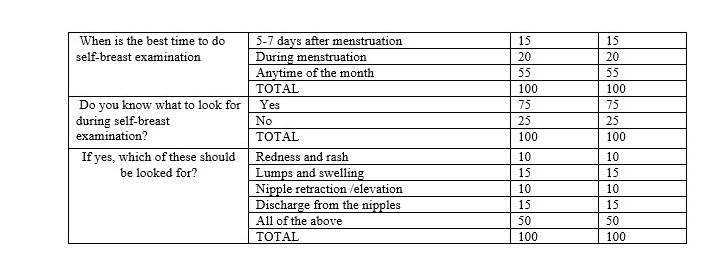 When is the best time to do self-breast examination 5-7 days after menstruation 15 15
During menstruation 20 20
Anytime of the month 55 55
TOTAL 100 100
Do you know what to look for during self-breast examination? Yes 75 75
No 25 25
TOTAL 100 100
If yes, which of these should be looked for? Redness and rash 10 10
Lumps and swelling 15 15
Nipple retraction /elevation 10 10
Discharge from the nipples 15 15
All of the above 50 50
TOTAL 100 100